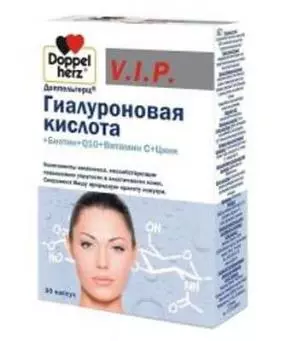 Doppel
herz®
V.I.P.
Доппельгерц®
Гиалуроновая
кислота
+Биотин+Q10+Витамин C+Цинк
30 капсул